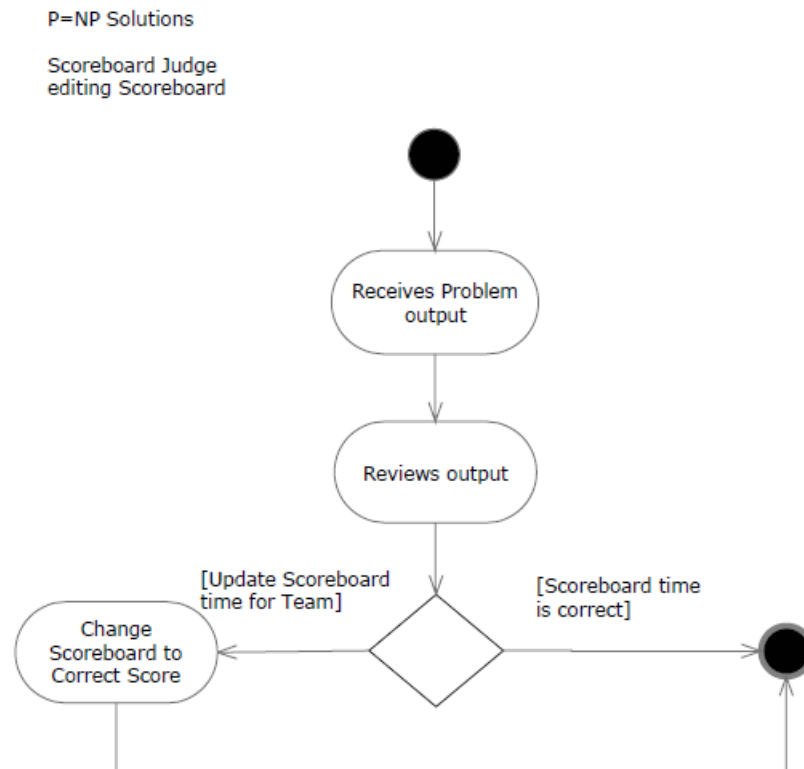 P=NP Solutions
Scoreboard Judge
editing Scoreboard
Receives Problem
output
Reviews output
[Update Scoreboard
time for Team]
[Scoreboard time
is correct]
Change
Scoreboard to
Correct Score